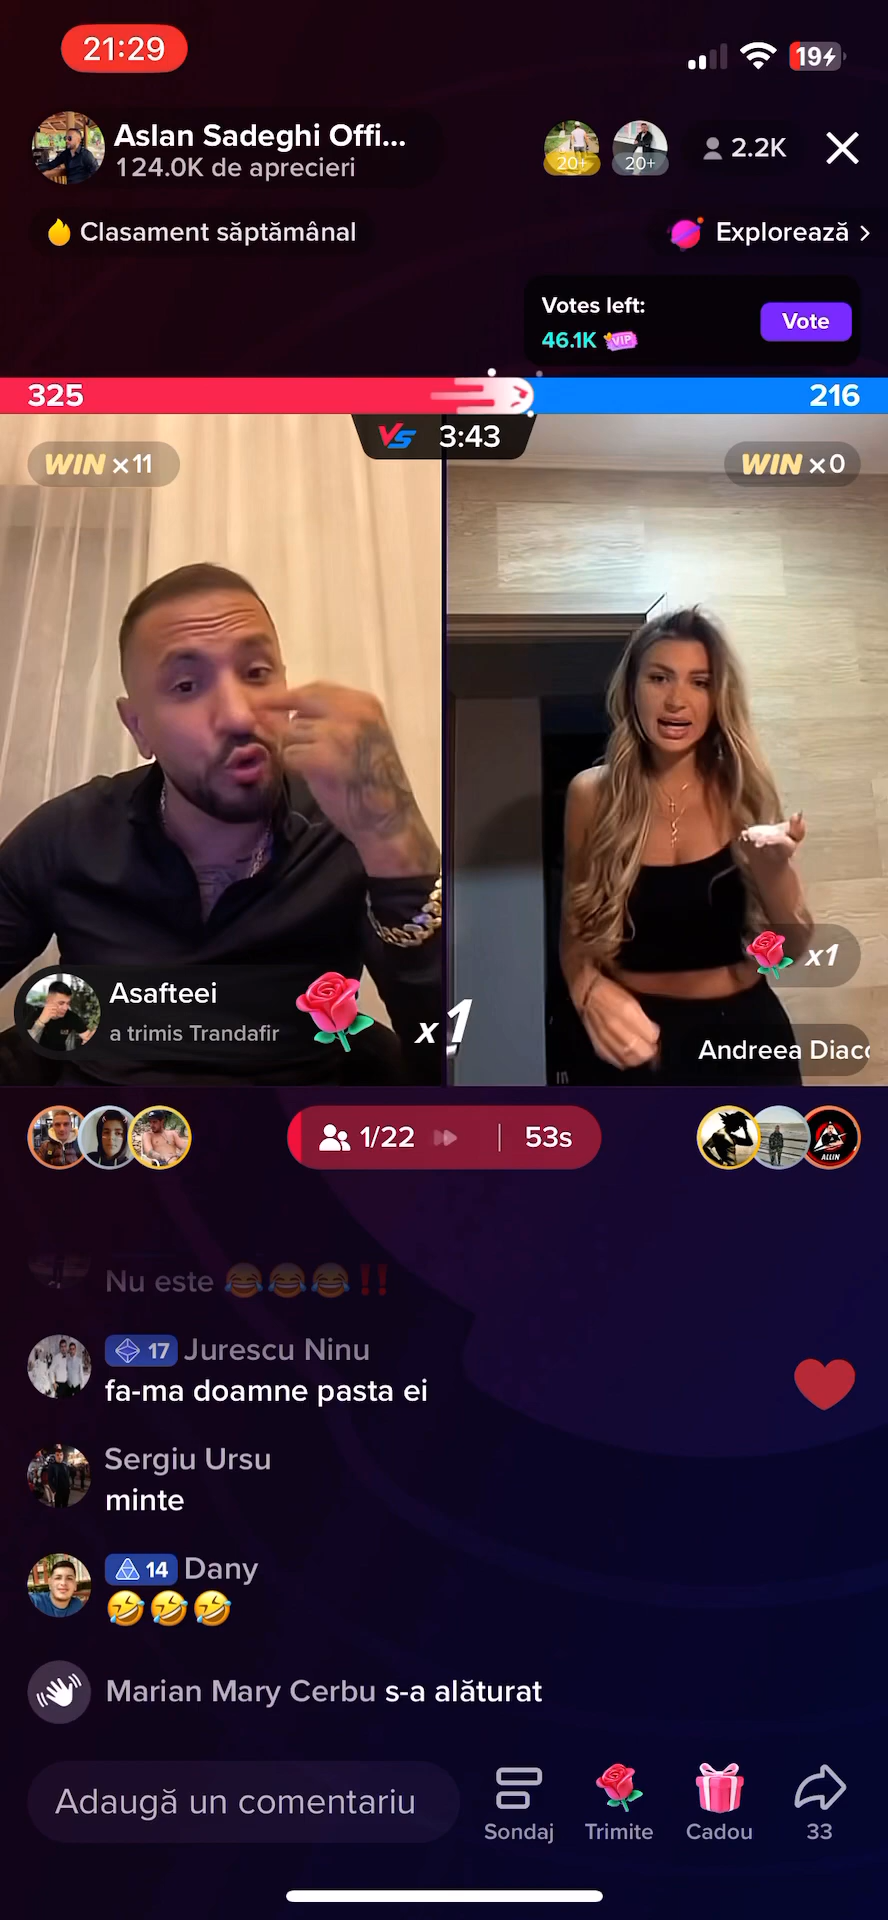 21:29
19
Aslan Sadeghi Offi...
124.0K de aprecieri
20+
20+
2.2K
Clasament săptămânal
Explorează >
Votes left:
46.1K VIP
Vote
325
216
VS 3:43
WIN x11
WIN x0
x1
Asafteei
a trimis Trandafir
x1
Andreea Diaco
1/22
53s
ALLIN
Nu este 😂😂😂‼️
17 Jurescu Ninu
fa-ma doamne pasta ei
Sergiu Ursu
minte
14 Dany
🤣🤣🤣
Marian Mary Cerbu s-a alăturat
Adaugă un comentariu
Sondaj
Trimite
Cadou
33